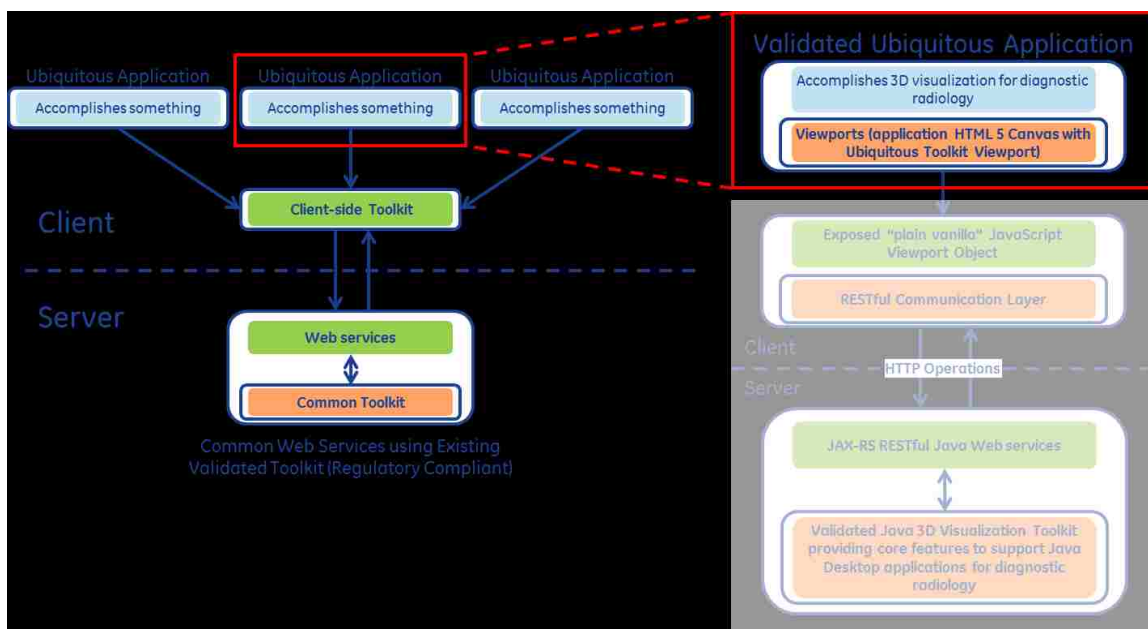 Ubiquitous Application
Accomplishes something
Ubiquitous Application
Accomplishes something
Ubiquitous Application
Accomplishes something
Client-side Toolkit
Client
Server
Web services
Common Toolkit
Common Web Services using Existing
Validated Toolkit (Regulatory Compliant)
Validated Ubiquitous Application
Accomplishes 3D visualization for diagnostic
radiology
Viewports (application HTML 5 Canvas with
Ubiquitous Toolkit Viewport)
Exposed "plain vanilla" JavaScript
Viewport Object
RESTful Communication Layer
Client
HTTP Operations
Server
JAX-RS RESTful Java Web services
Validated Java 3D Visualization Toolkit
providing core features to support Java
Desktop applications for diagnostic
radiology